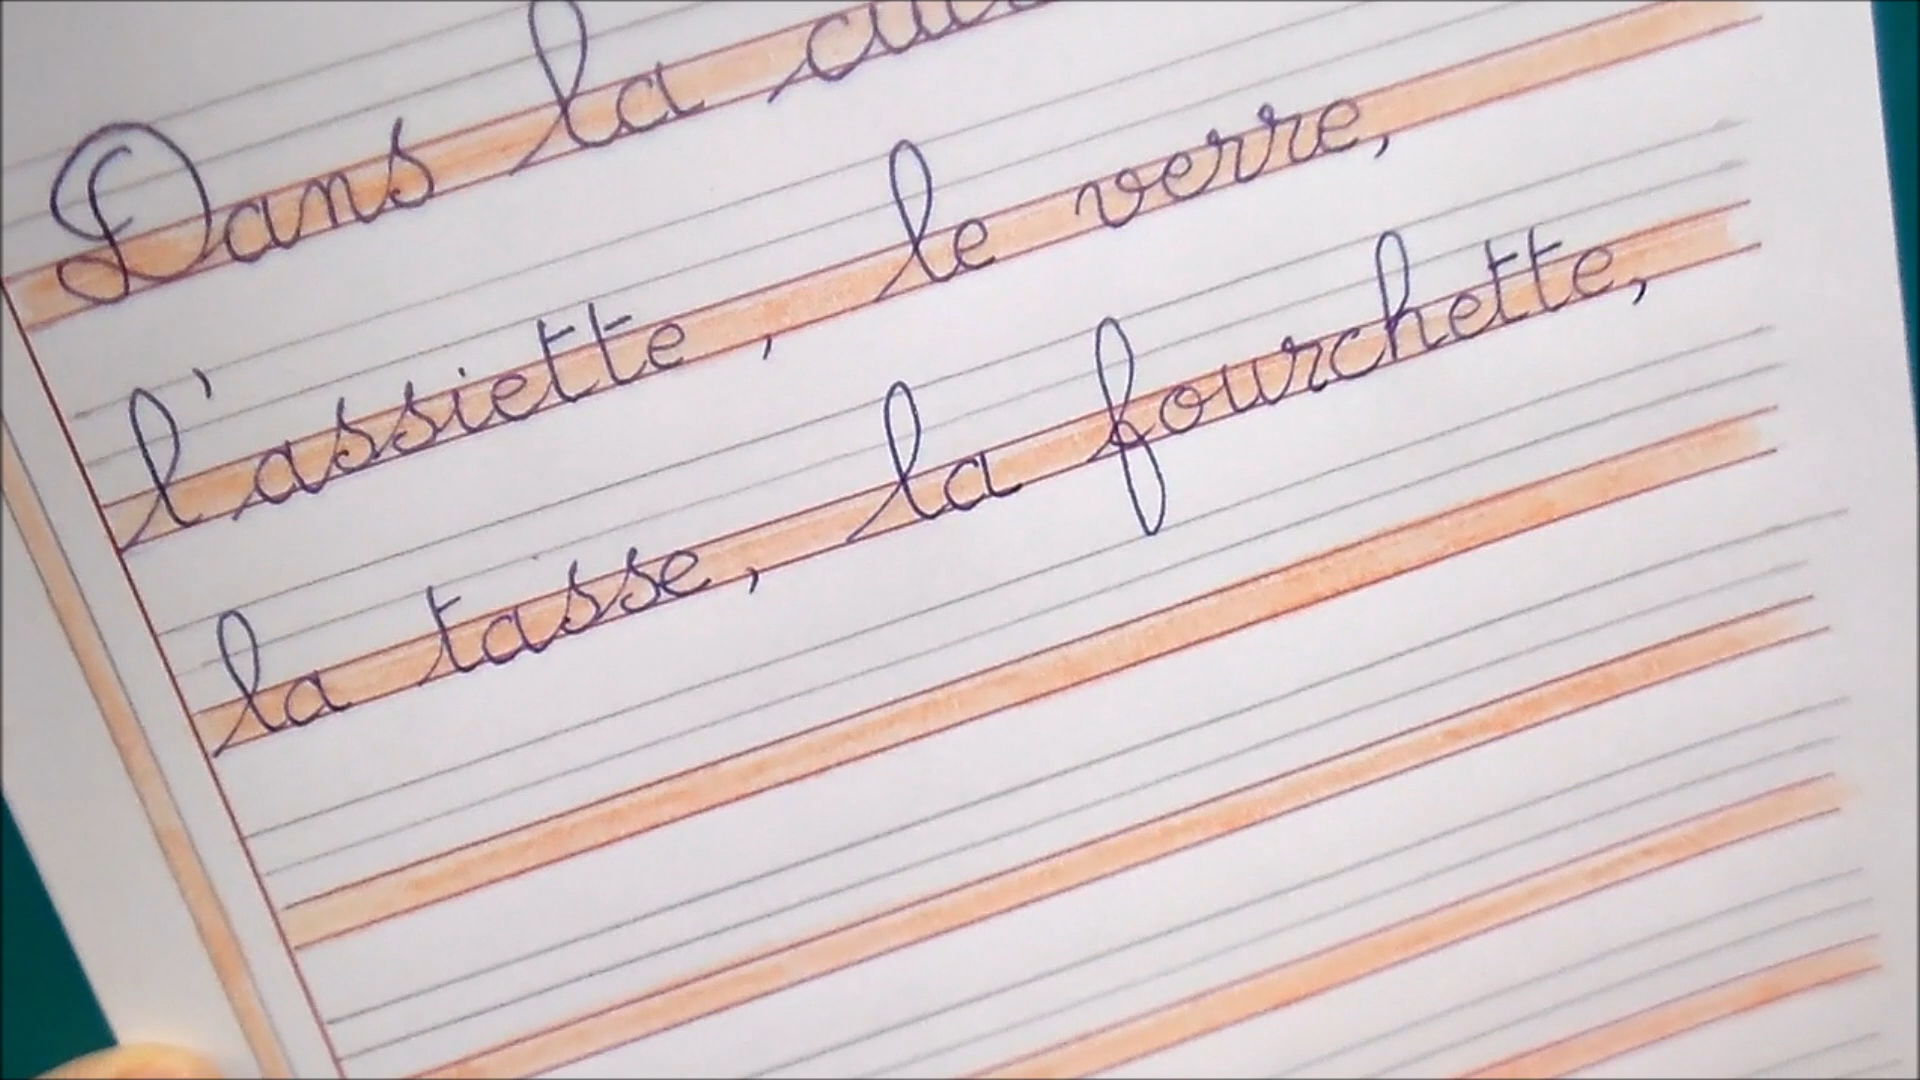 Dans la
l'assiette, le verre,
la tasse, la fourchette,